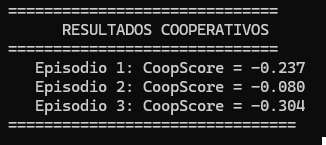 ==============================
RESULTADOS COOPERATIVOS
==============================
Episodio 1: CoopScore = -0.237
Episodio 2: CoopScore = -0.080
Episodio 3: CoopScore = -0.304
================================